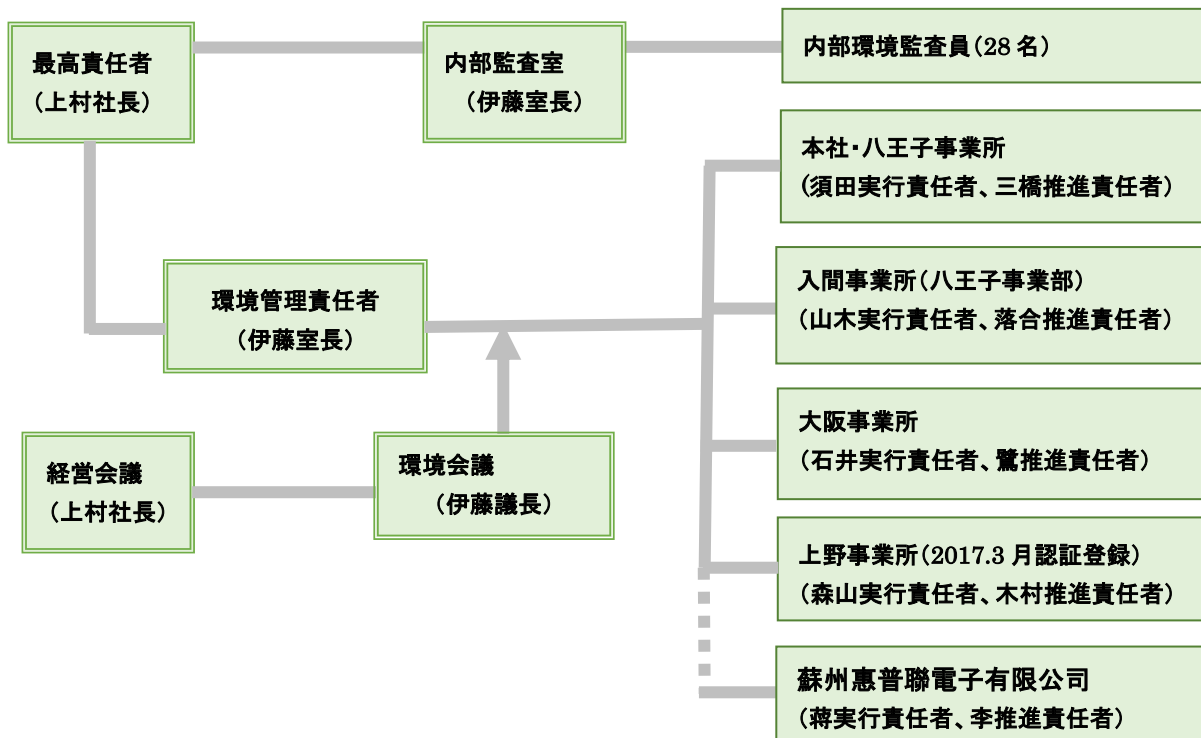 最高責任者
（上村社長）
内部監査室
（伊藤室長）
内部環境監査員（28 名）
本社・八王子事業所
（須田実行責任者、三橋推進責任者）
環境管理責任者
（伊藤室長）
入間事業所（八王子事業部）
（山木実行責任者、落合推進責任者）
経営会議
（上村社長）
環境会議
（伊藤議長）
大阪事業所
（石井実行責任者、鷺推進責任者）
上野事業所（2017.3 月認証登録）
（森山実行責任者、木村推進責任者）
蘇州惠普聯電子有限公司
（蒋実行責任者、李推進責任者）